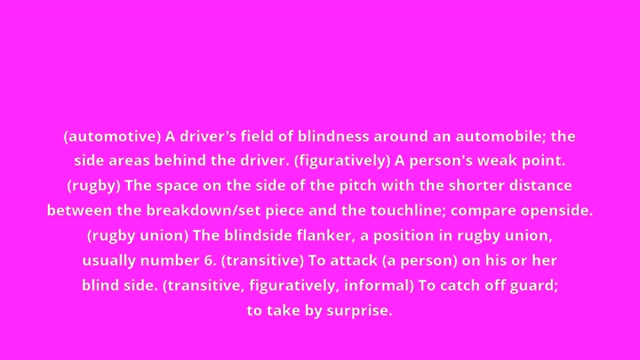 (automotive) A driver's field of blindness around an automobile; the
side areas behind the driver. (figuratively) A person's weak point.
(rugby) The space on the side of the pitch with the shorter distance
between the breakdown/set piece and the touchline; compare openside.
(rugby union) The blindside flanker, a position in rugby union,
usually number 6. (transitive) To attack (a person) on his or her
blind side. (transitive, figuratively, informal) To catch off guard;
to take by surprise.